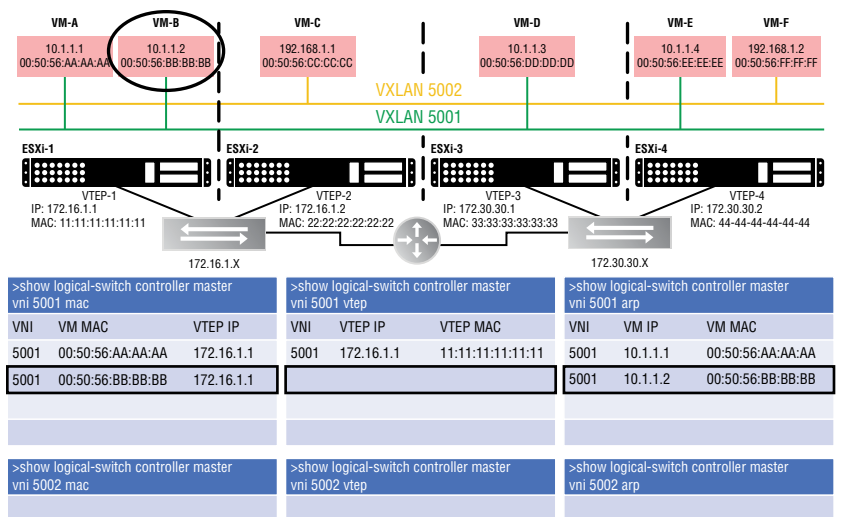 VM-A VM-B VM-C VM-D VM-E VM-F
10.1.1.1 10.1.1.2 192.168.1.1 10.1.1.3 10.1.1.4 192.168.1.2
00:50:56:AA:AA:AA 00:50:56:BB:BB:BB 00:50:56:CC:CC:CC 00:50:56:DD:DD:DD 00:50:56:EE:EE:EE 00:50:56:FF:FF:FF
VXLAN 5002
VXLAN 5001
ESXi-1 ESXi-2 ESXi-3 ESXi-4
VTEP-1 VTEP-2 VTEP-3 VTEP-4
IP: 172.16.1.1 IP: 172.16.1.2 IP: 172.30.30.1 IP: 172.30.30.2
MAC: 11:11:11:11:11:11 MAC: 22:22:22:22:22:22 MAC: 33:33:33:33:33:33 MAC: 44-44-44-44-44-44
172.16.1.X 172.30.30.X
>show logical-switch controller master
vni 5001 mac
VNI VM MAC VTEP IP
5001 00:50:56:AA:AA:AA 172.16.1.1
5001 00:50:56:BB:BB:BB 172.16.1.1
>show logical-switch controller master
vni 5001 vtep
VNI VTEP IP VTEP MAC
5001 172.16.1.1 11:11:11:11:11:11
>show logical-switch controller master
vni 5001 arp
VNI VM IP VM MAC
5001 10.1.1.1 00:50:56:AA:AA:AA
5001 10.1.1.2 00:50:56:BB:BB:BB
>show logical-switch controller master
vni 5002 mac
>show logical-switch controller master
vni 5002 vtep
>show logical-switch controller master
vni 5002 arp